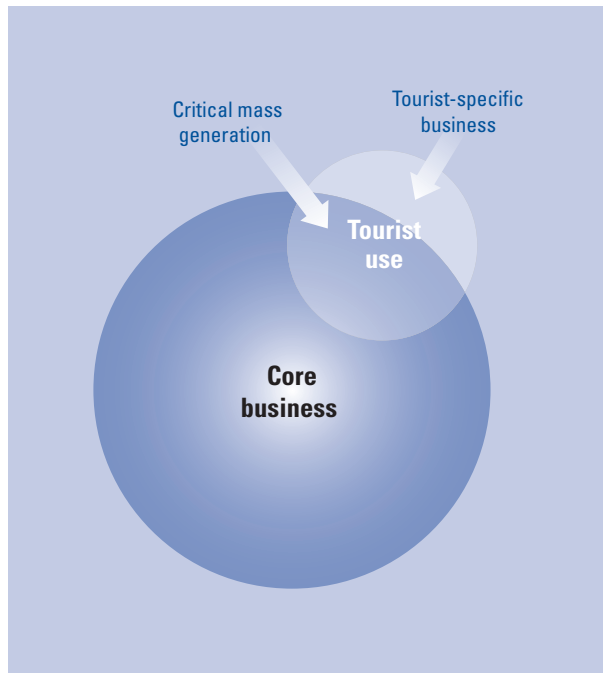 Critical mass
generation
Tourist-specific
business
Tourist
use
Core
business